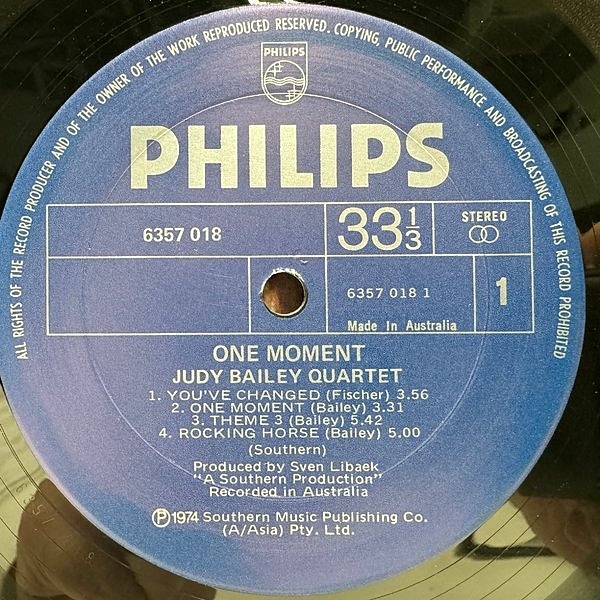 ALL RIGHTS OF THE RECORD PRODUCER AND OF THE OWNER OF THE WORK REPRODUCED RESERVED. COPYING, PUBLIC PERFORMANCE AND BROADCASTING OF THIS RECORD PROHIBITED
PHILIPS
PHILIPS
6357 018
33 1/3
STEREO
6357 018 1
1
Made In Australia
ONE MOMENT
JUDY BAILEY QUARTET
1. YOU'VE CHANGED (Fischer) 3.56
2. ONE MOMENT (Bailey) 3.31
3. THEME 3 (Bailey) 5.42
4. ROCKING HORSE (Bailey) 5.00
(Southern)
Produced by Sven Libaek
"A Southern Production"
Recorded in Australia
Ⓟ1974 Southern Music Publishing Co.
(A/Asia) Pty. Ltd.